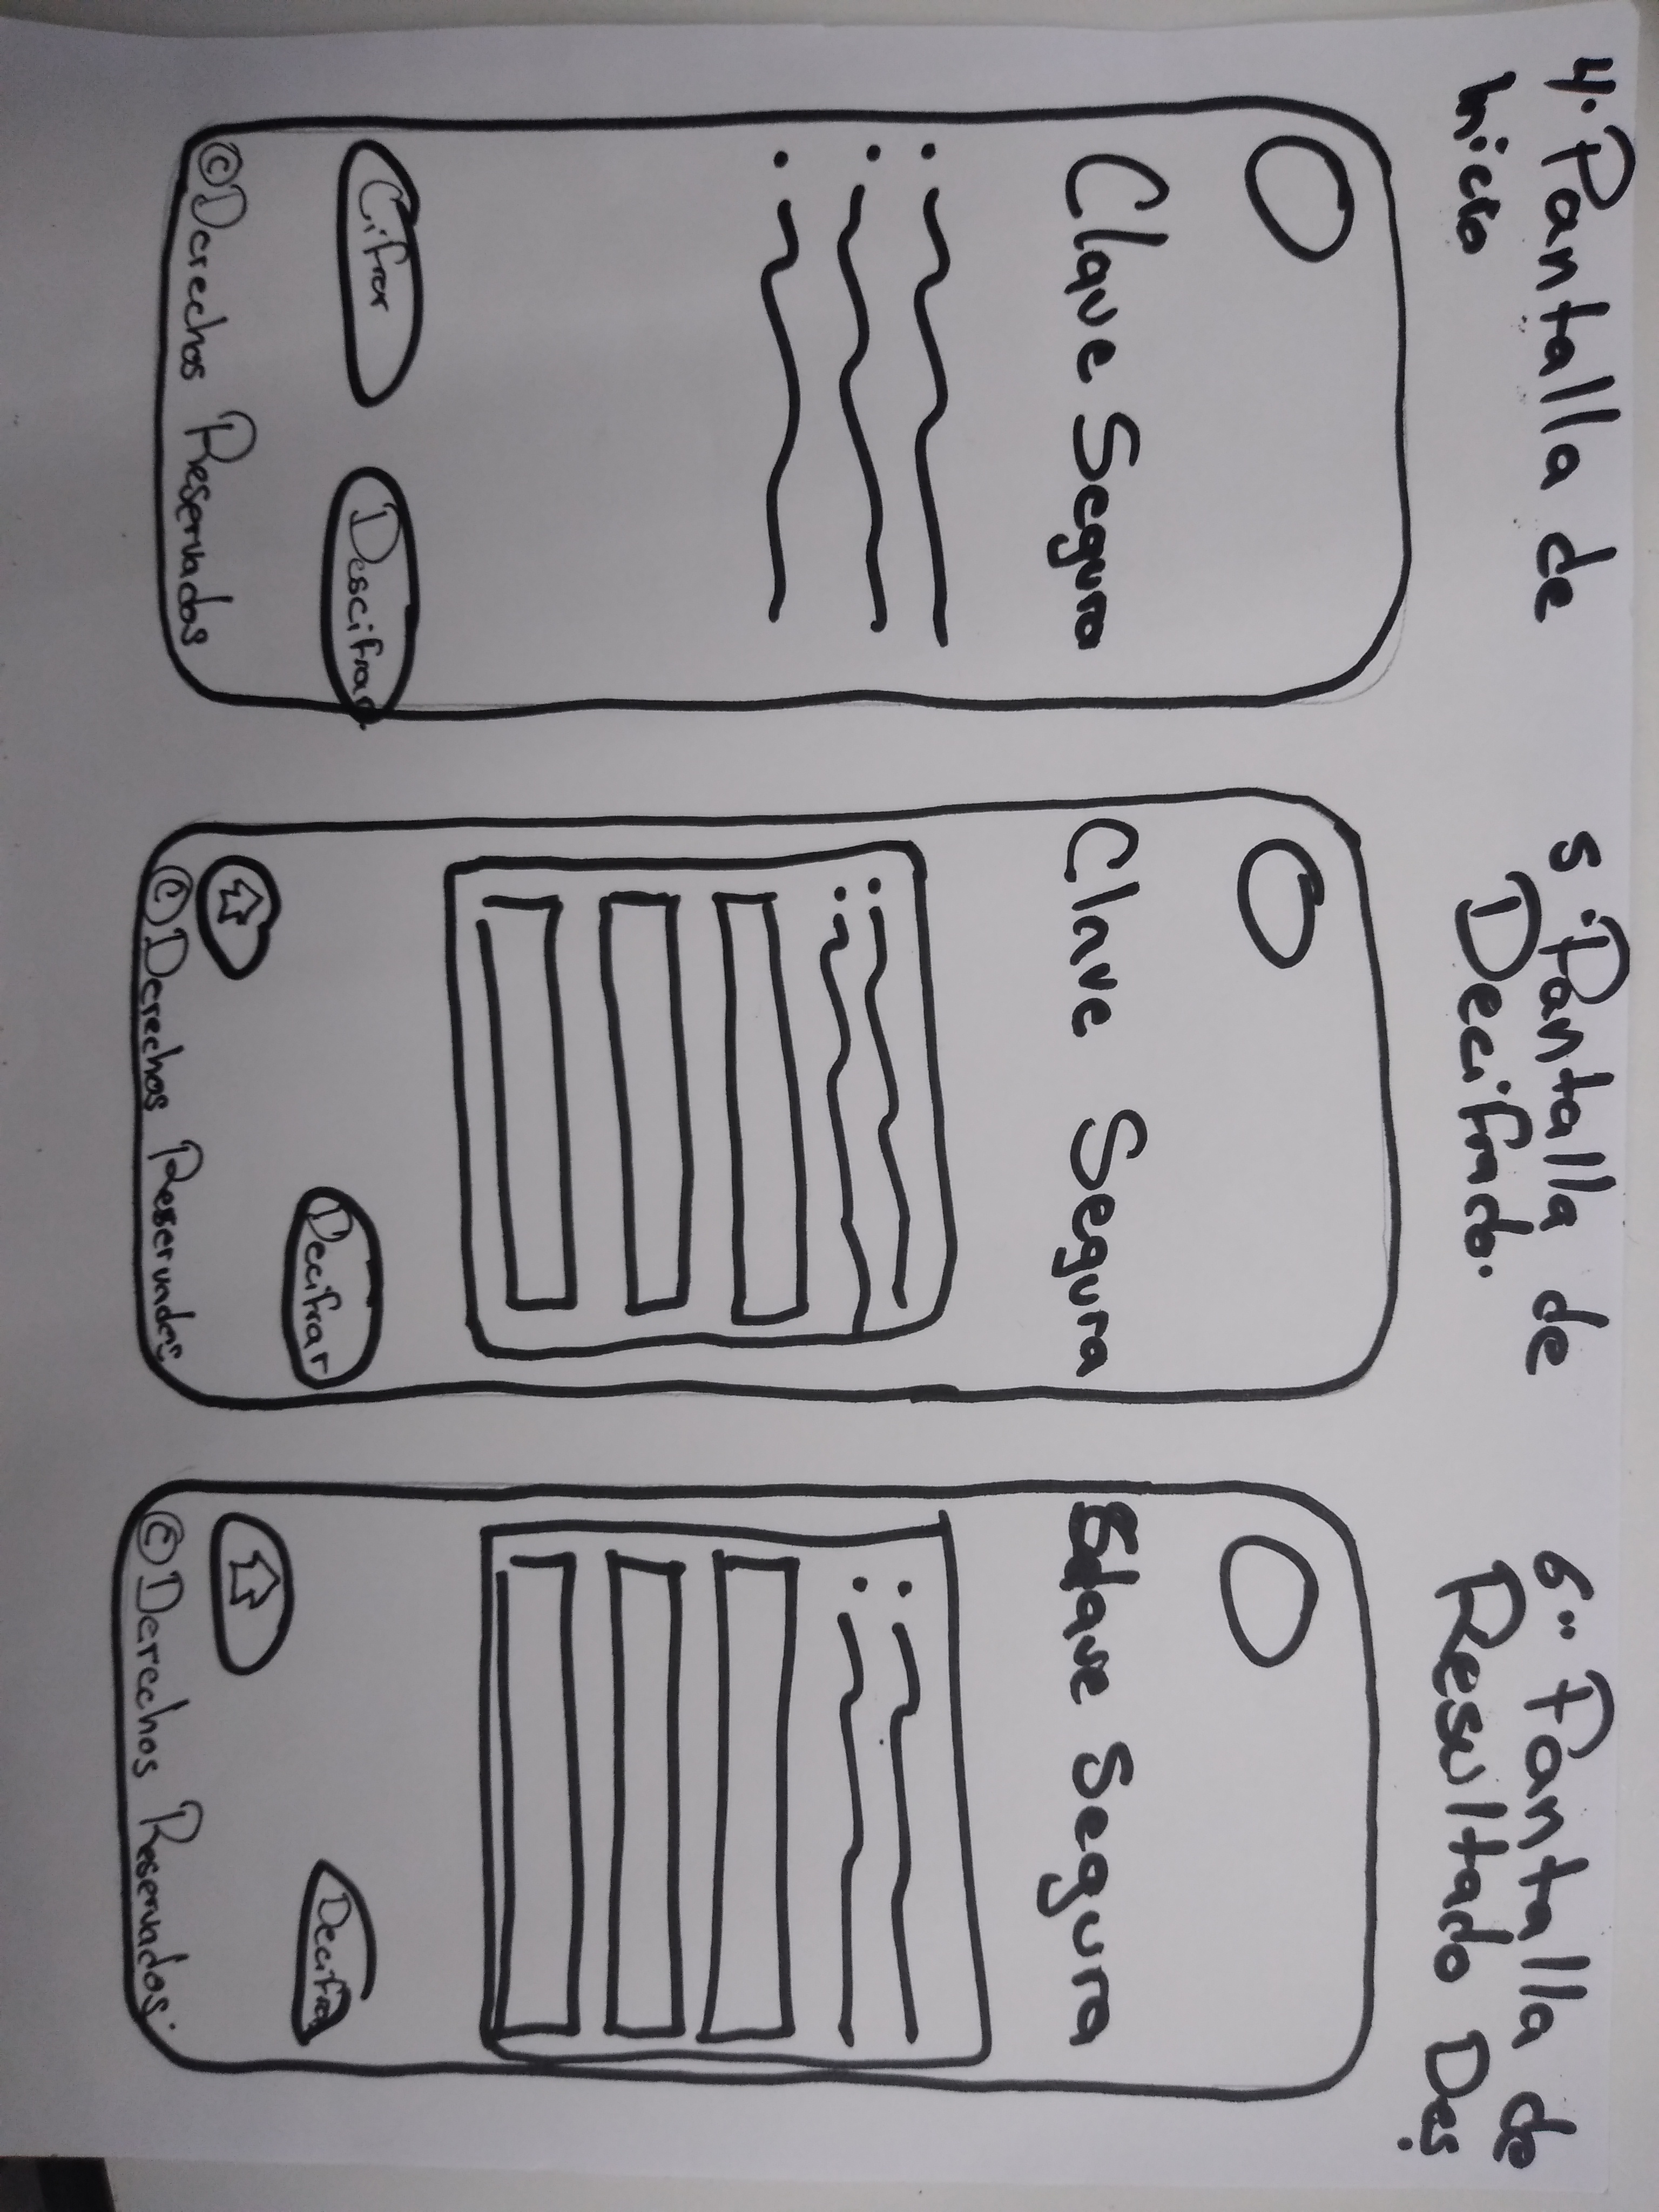 4. Pantalla de
Inicio
5. Pantalla de
Decifrado.
6.. Pantalla de
Resultado Des.
Clave Segura
Cifrar
Descifrar
©Derechos Reservados
Clave Segura
Decifrar
©Derechos Reservados
Clave Segura
Decifrar
©Derechos Reservados.